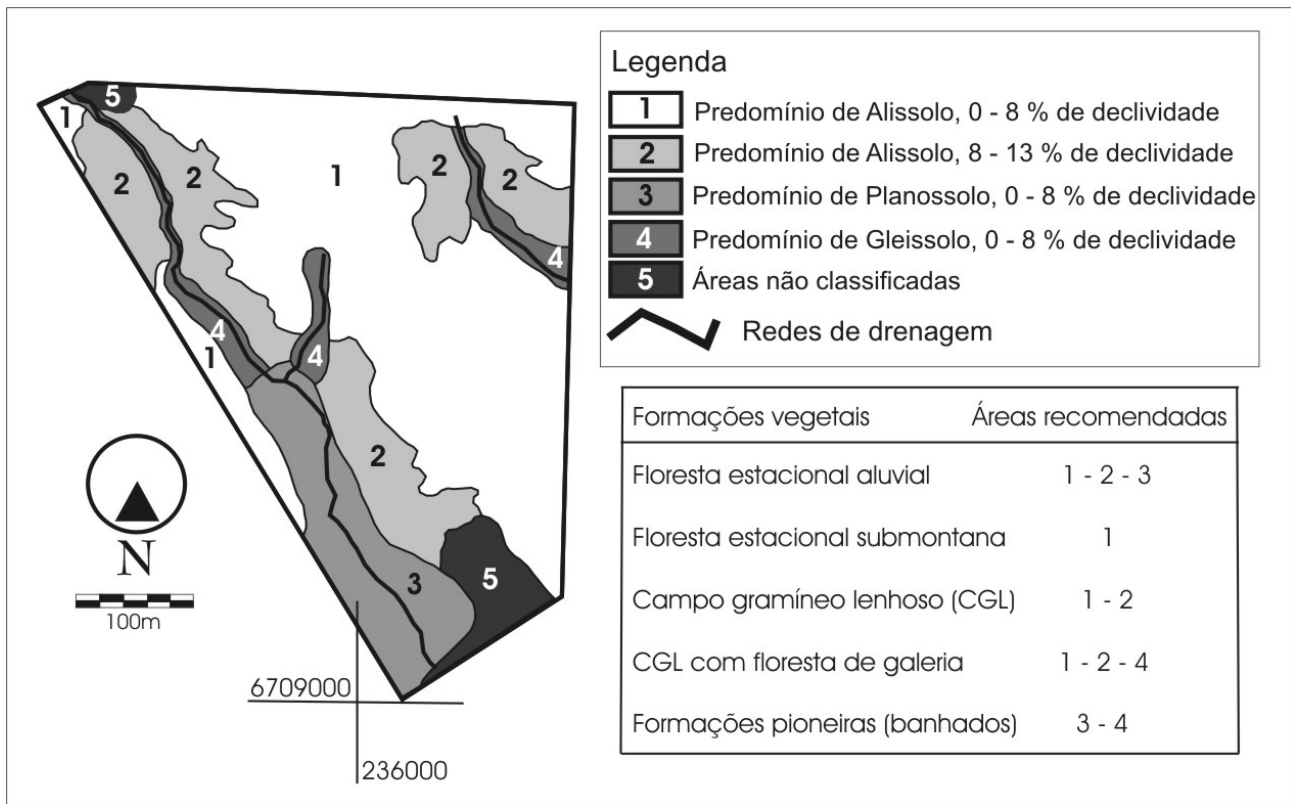 5
1
2
2
1
2
2
4
4
1
4
2
3
5
N
100m
6709000
236000
Legenda
1 Predomínio de Alissolo, 0 - 8 % de declividade
2 Predomínio de Alissolo, 8 - 13 % de declividade
3 Predomínio de Planossolo, 0 - 8 % de declividade
4 Predomínio de Gleissolo, 0 - 8 % de declividade
5 Áreas não classificadas
Redes de drenagem
Formações vegetais Áreas recomendadas
Floresta estacional aluvial 1 - 2 - 3
Floresta estacional submontana 1
Campo gramíneo lenhoso (CGL) 1 - 2
CGL com floresta de galeria 1 - 2 - 4
Formações pioneiras (banhados) 3 - 4